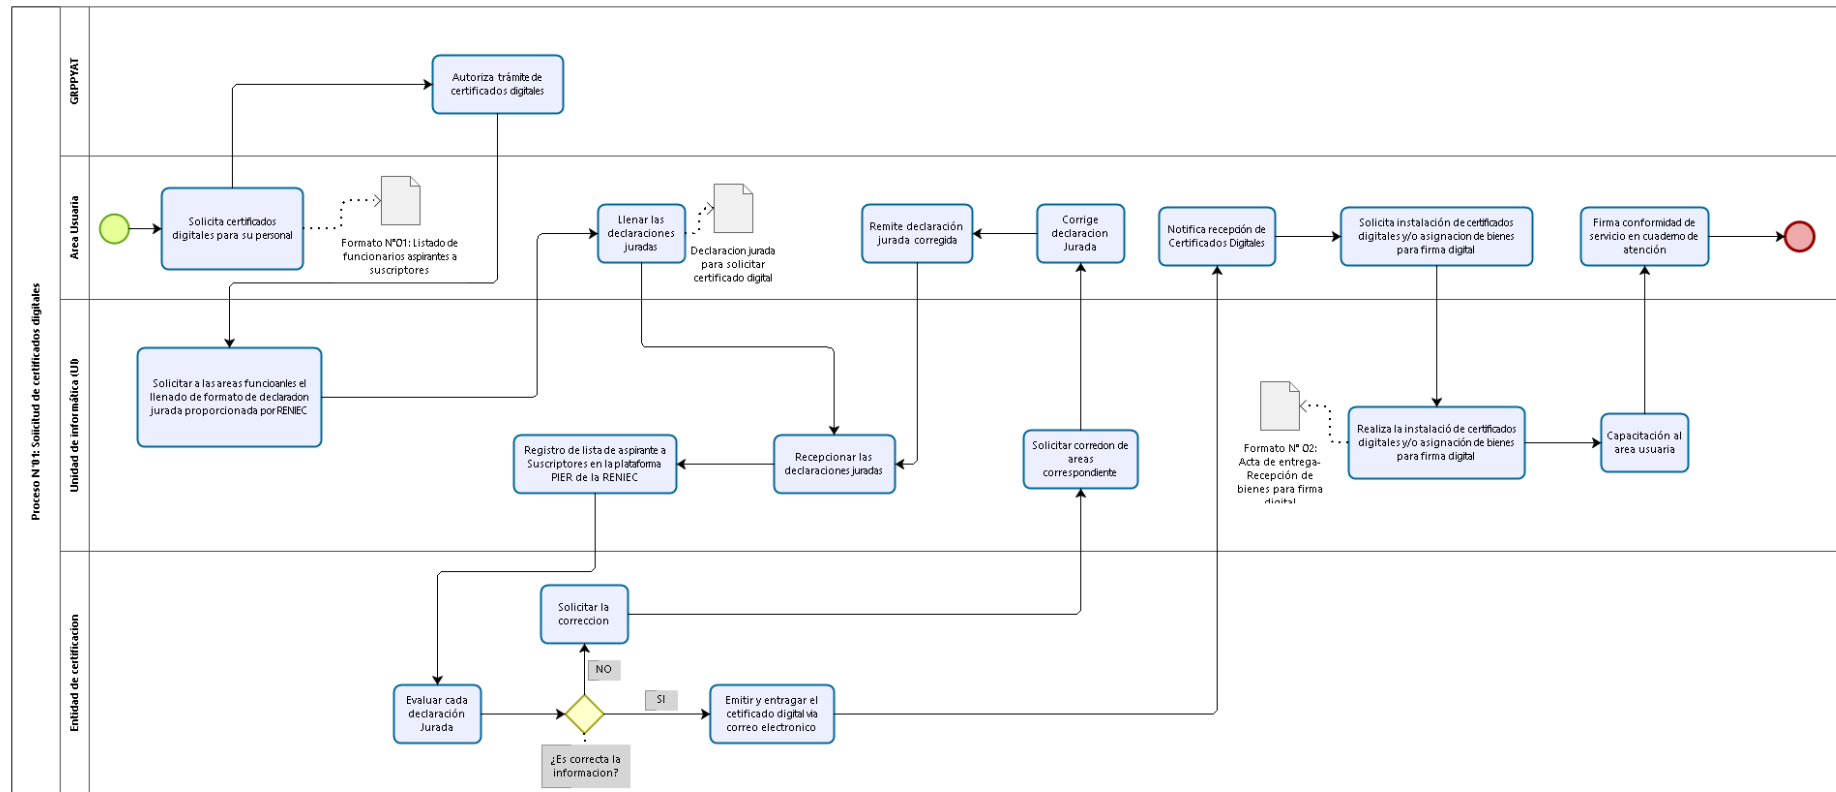 Proceso N°01: Solicitud de certificados digitales
GRPPYAT
Autoriza trámite de
certificados digitales
Area Usuaria
Solicita certificados
digitales para su personal
Formato N°01: Listado de
funcionarios aspirantes a
suscriptores
Llenar las
declaraciones
juradas
Declaracion jurada
para solicitar
certificado digital
Remite declaración
jurada corregida
Corrige
declaracion
Jurada
Notifica recepción de
Certificados Digitales
Solicita instalación de certificados
digitales y/o asignacion de bienes
para firma digital
Firma conformidad de
servicio en cuaderno de
atención
Unidad de informática (UI)
Solicitar a las areas funcioanles el
llenado de formato de declaracion
jurada proporcionada por RENIEC
Registro de lista de aspirante a
Suscriptores en la plataforma
PIER de la RENIEC
Recepcionar las
declaraciones juradas
Solicitar correcion de
areas
correspondiente
Formato N° 02:
Acta de entrega-
Recepción de
bienes para firma
digital
Realiza la instalació de certificados
digitales y/o asignación de bienes
para firma digital
Capacitación al
area usuaria
Entidad de certificacion
Solicitar la
correccion
NO
Evaluar cada
declaración
Jurada
SI
Emitir y entragar el
cetificado digital via
correo electronico
¿Es correcta la
informacion?